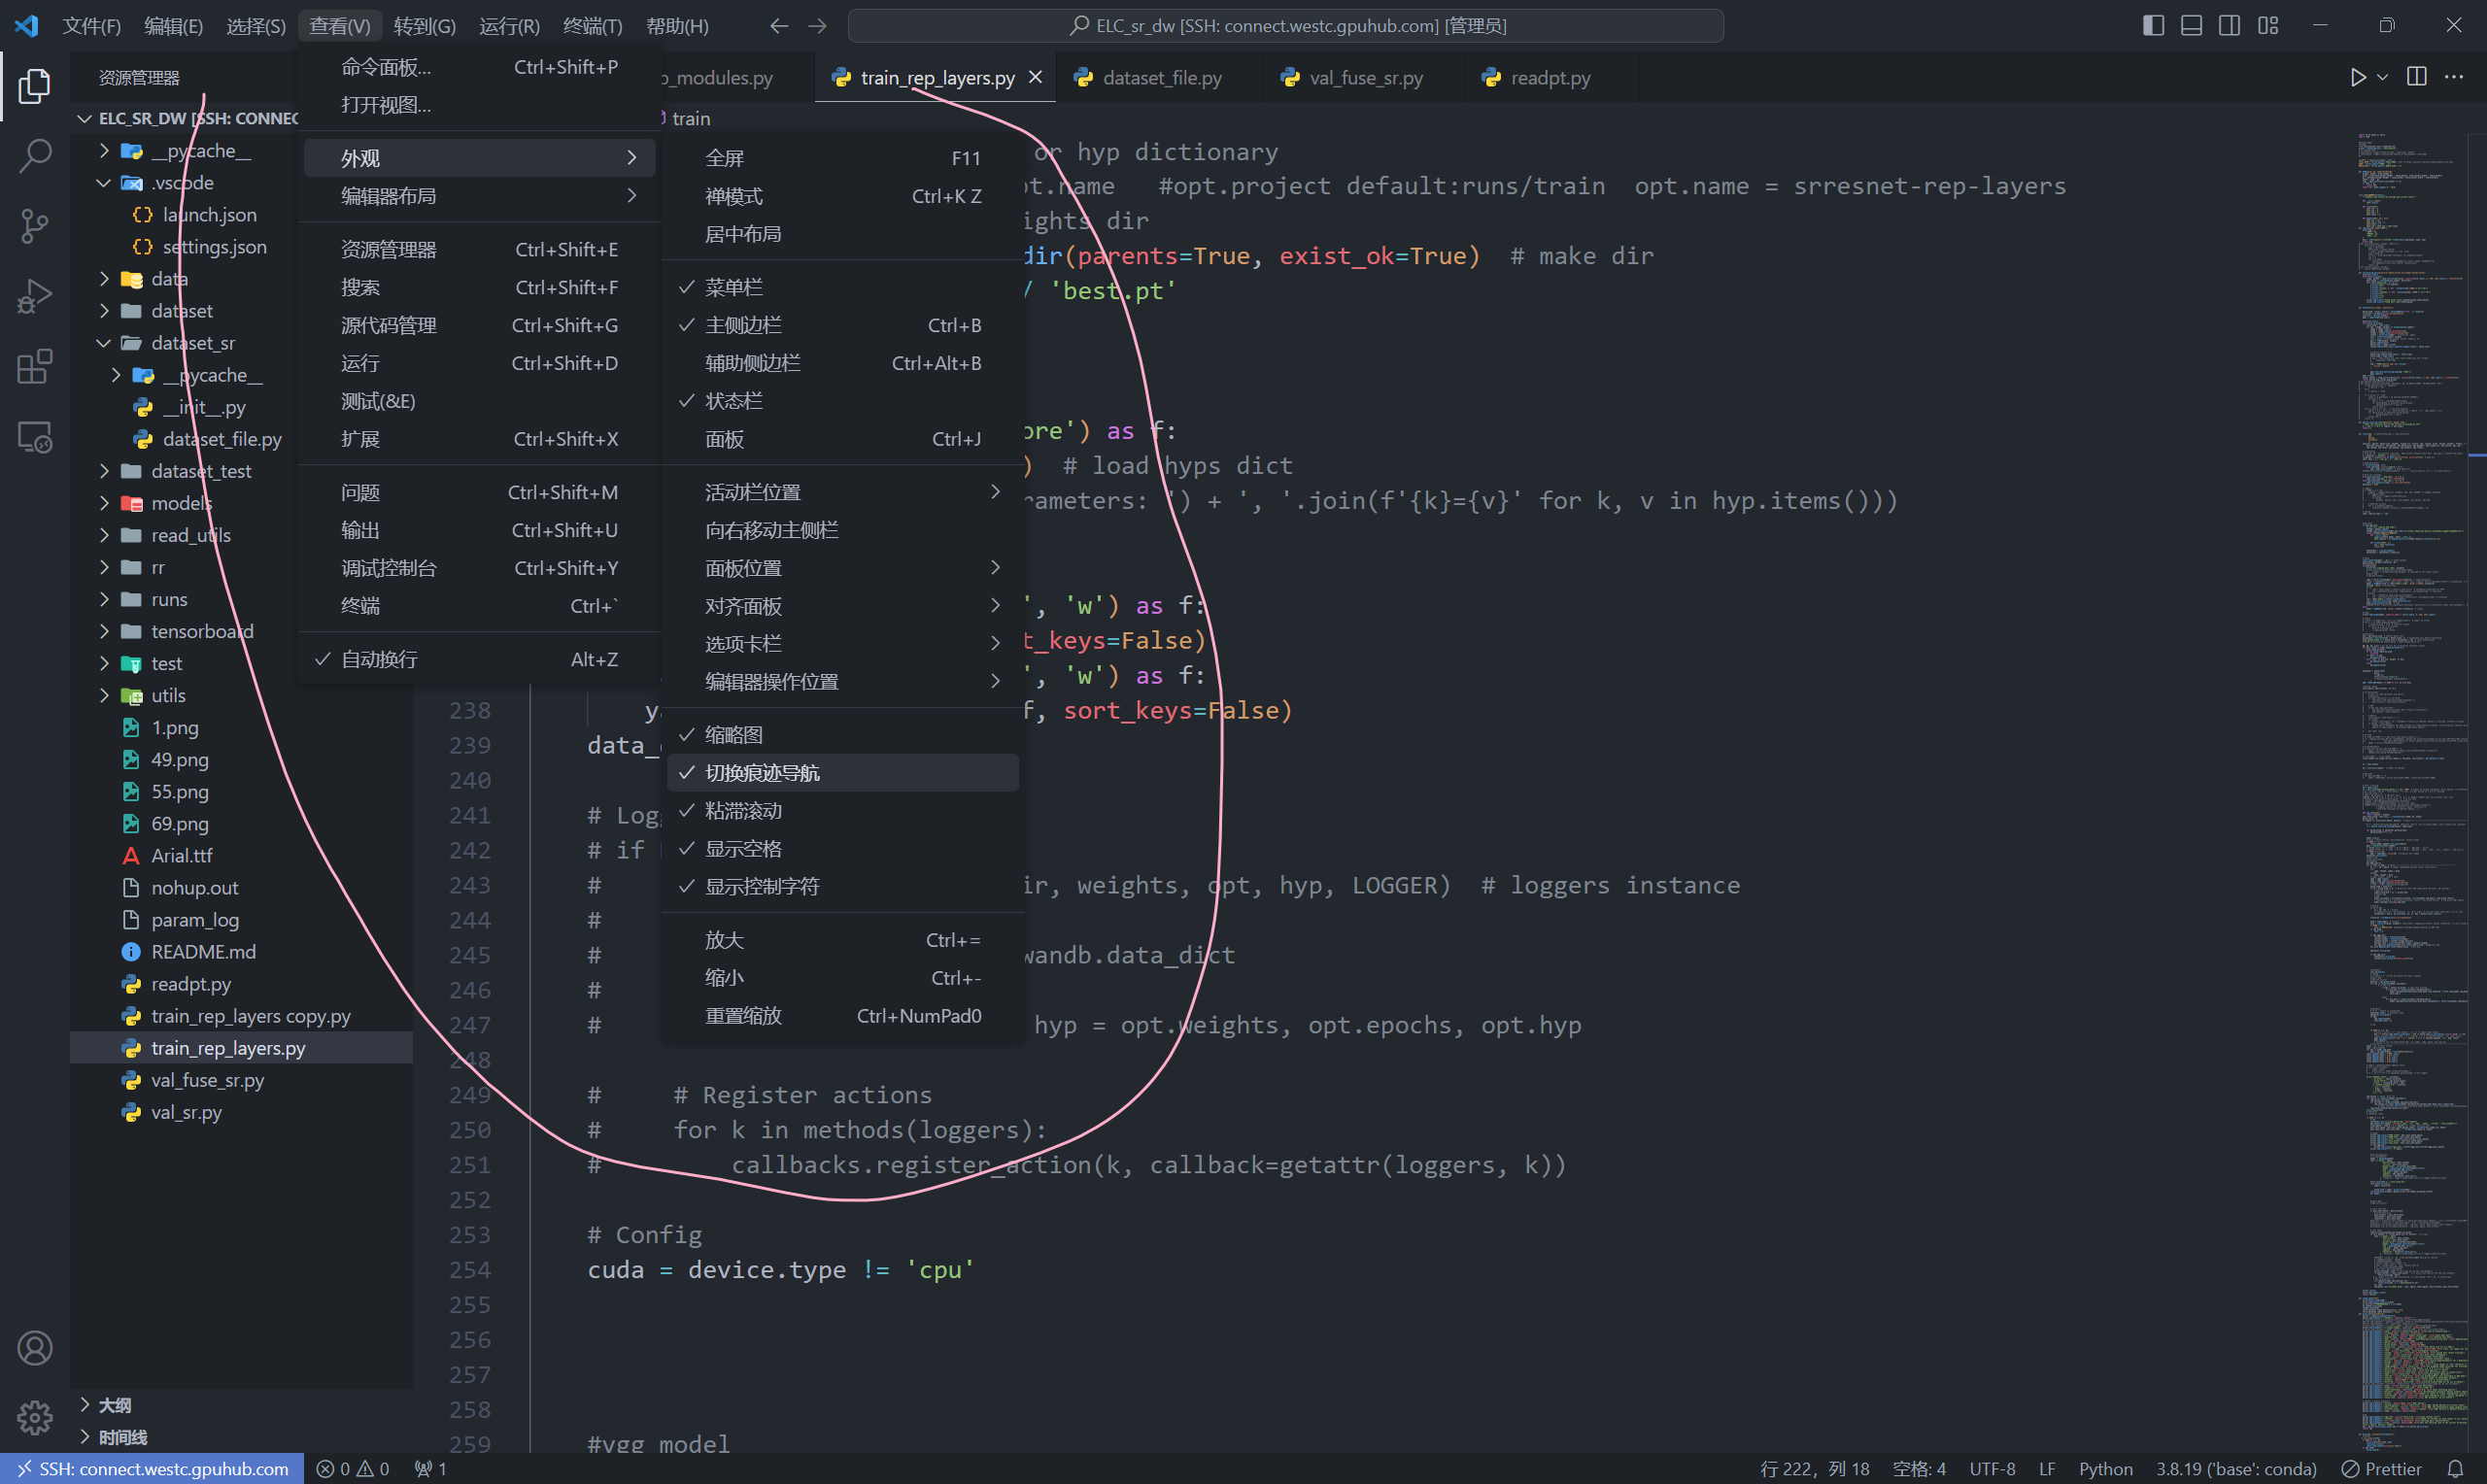 文件(F) 编辑(E) 选择(S) 查看(V) 转到(G) 运行(R) 终端(T) 帮助(H)
ELC_sr_dw [SSH: connect.westc.gpuhub.com] [管理员]
资源管理器
ELC_SR_DW [SSH: CONNEC
__pycache__
.vscode
launch.json
settings.json
data
dataset
dataset_sr
__pycache__
__init__.py
dataset_file.py
dataset_test
models
read_utils
rr
runs
tensorboard
test
utils
1.png
49.png
55.png
69.png
Arial.ttf
nohup.out
param_log
README.md
readpt.py
train_rep_layers copy.py
train_rep_layers.py
val_fuse_sr.py
val_sr.py
大纲
时间线
命令面板... Ctrl+Shift+P
打开视图...
外观
编辑器布局
资源管理器 Ctrl+Shift+E
搜索 Ctrl+Shift+F
源代码管理 Ctrl+Shift+G
运行 Ctrl+Shift+D
测试(&E)
扩展 Ctrl+Shift+X
问题 Ctrl+Shift+M
输出 Ctrl+Shift+U
调试控制台 Ctrl+Shift+Y
终端 Ctrl+`
自动换行 Alt+Z
全屏 F11
禅模式 Ctrl+K Z
居中布局
菜单栏
主侧边栏 Ctrl+B
辅助侧边栏 Ctrl+Alt+B
状态栏
面板 Ctrl+J
活动栏位置
向右移动主侧栏
面板位置
对齐面板
选项卡栏
编辑器操作位置
缩略图
切换痕迹导航
粘滞滚动
显示空格
显示控制字符
放大 Ctrl+=
缩小 Ctrl+-
重置缩放 Ctrl+NumPad0
p_modules.py train_rep_layers.py dataset_file.py val_fuse_sr.py readpt.py
train
or hyp dictionary
pt.name #opt.project default:runs/train opt.name = srresnet-rep-layers
ights dir
dir(parents=True, exist_ok=True) # make dir
/ 'best.pt'
ore') as f:
) # load hyps dict
rameters: ') + ', '.join(f'{k}={v}' for k, v in hyp.items()))
', 'w') as f:
t_keys=False)
', 'w') as f:
238 y f, sort_keys=False)
239 data_
240
241 # Log
242 # if
243 # ir, weights, opt, hyp, LOGGER) # loggers instance
244 #
245 # wandb.data_dict
246 #
247 # hyp = opt.weights, opt.epochs, opt.hyp
248
249 # # Register actions
250 # for k in methods(loggers):
251 # callbacks.register_action(k, callback=getattr(loggers, k))
252
253 # Config
254 cuda = device.type != 'cpu'
255
256
257
258
259 #vgg model
SSH: connect.westc.gpuhub.com 0 0 1 行 222，列 18 空格: 4 UTF-8 LF Python 3.8.19 ('base': conda) Prettier